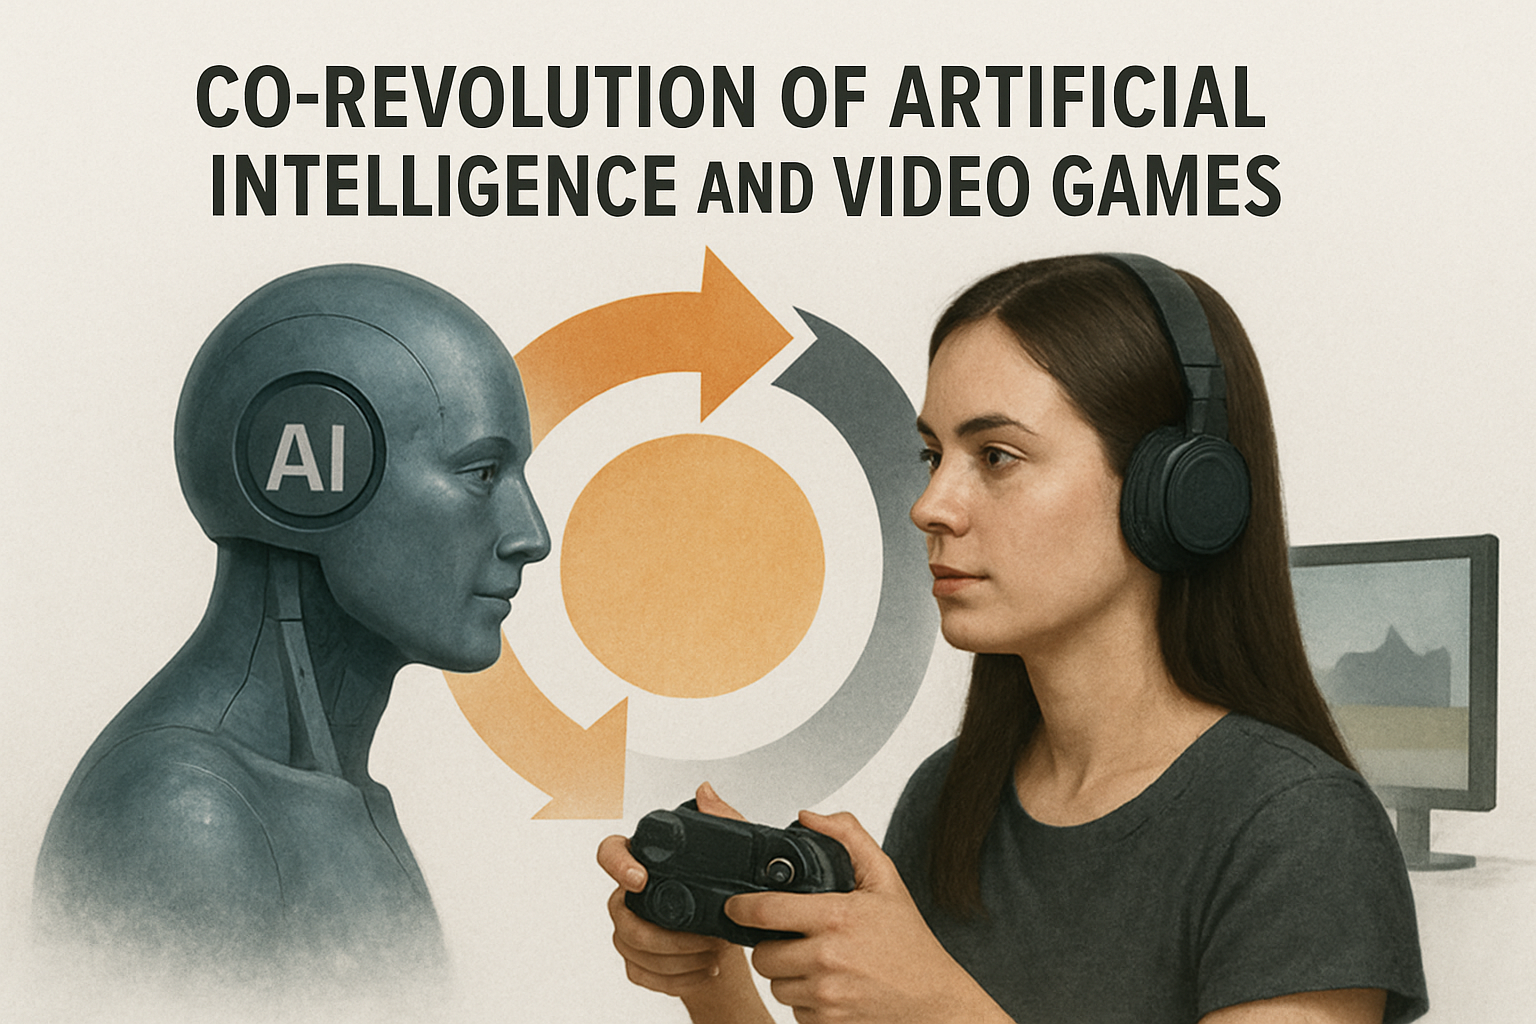 CO-REVOLUTION OF ARTIFICIAL
INTELLIGENCE AND VIDEO GAMES
AI